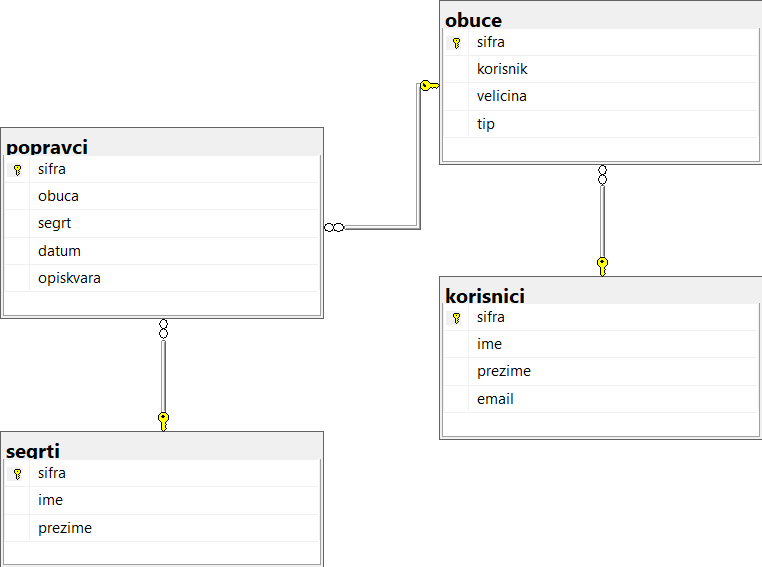 obuce
sifra
korisnik
velicina
tip
popravci
sifra
obuca
segrt
datum
opiskvara
korisnici
sifra
ime
prezime
email
segrti
sifra
ime
prezime